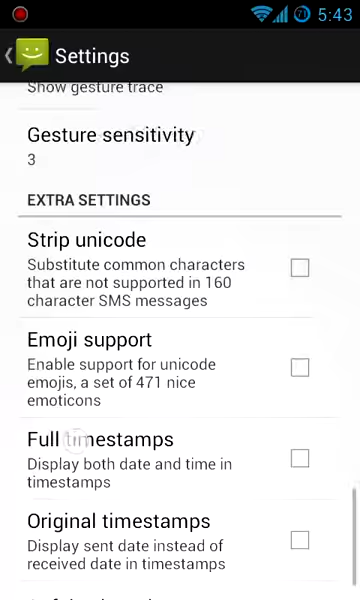 71 5:43
Settings
Show gesture trace
Gesture sensitivity
3
EXTRA SETTINGS
Strip unicode
Substitute common characters
that are not supported in 160
character SMS messages
Emoji support
Enable support for unicode
emojis, a set of 471 nice
emoticons
Full timestamps
Display both date and time in
timestamps
Original timestamps
Display sent date instead of
received date in timestamps